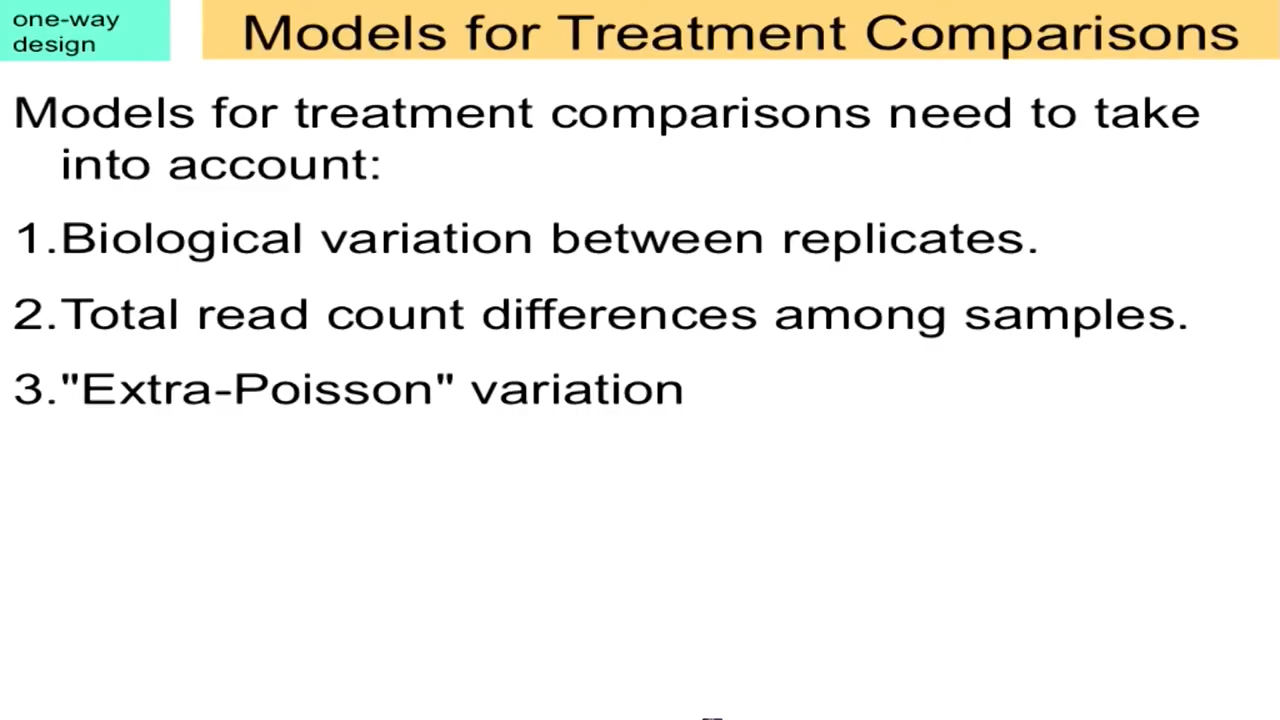 one-way
design
Models for Treatment Comparisons
Models for treatment comparisons need to take
into account:
1.Biological variation between replicates.
2.Total read count differences among samples.
3."Extra-Poisson" variation